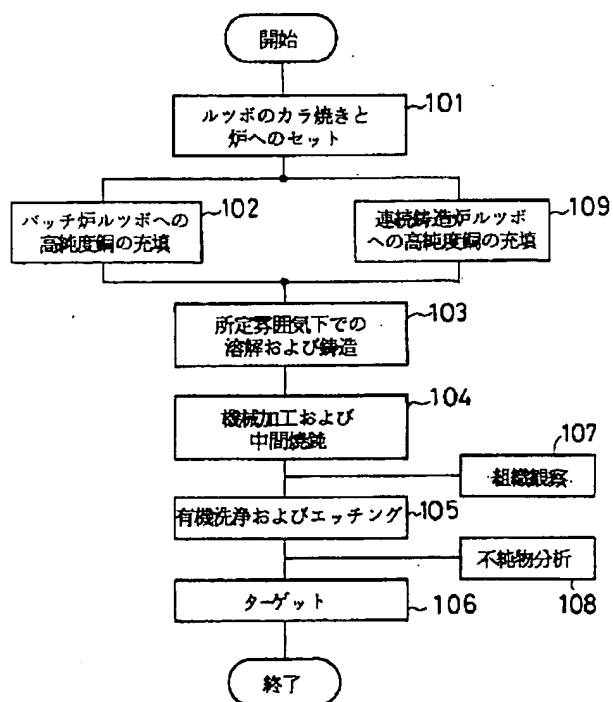 開始
ルツボのカラ焼きと
炉へのセット
101
バッチ炉ルツボへの
高純度銅の充填
102
連続鋳造炉ルツボ
への高純度銅の充填
109
所定雰囲気下での
溶解および鋳造
103
機械加工および
中間焼鈍
104
107
組織観察
有機洗浄およびエッチング
105
不純物分析
108
ターゲット
106
終了